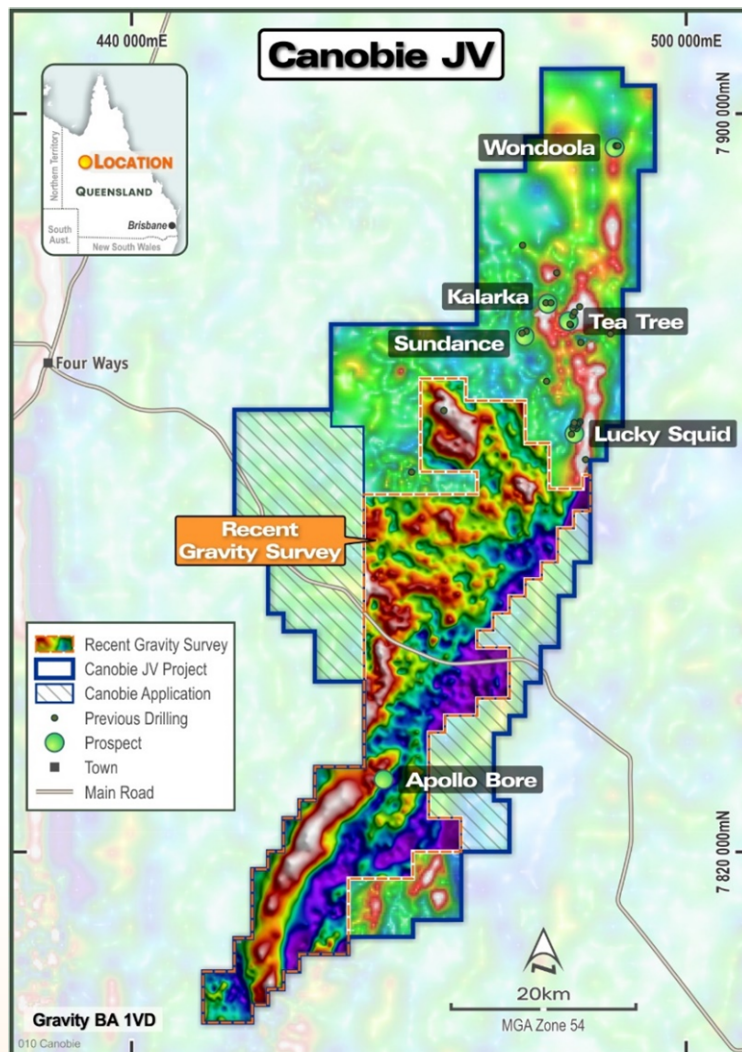 440 000mE
500 000mE
Canobie JV
7 900 000mN
LOCATION
Northern Territory
QUEENSLAND
Brisbane
South
Aust.
New South Wales
Wondoola
Kalarka
Tea Tree
Sundance
Four Ways
Lucky Squid
Recent
Gravity Survey
Recent Gravity Survey
Canobie JV Project
Canobie Application
Previous Drilling
Prospect
Town
Main Road
Apollo Bore
7 820 000mN
N
20km
MGA Zone 54
Gravity BA 1VD
010 Canobie